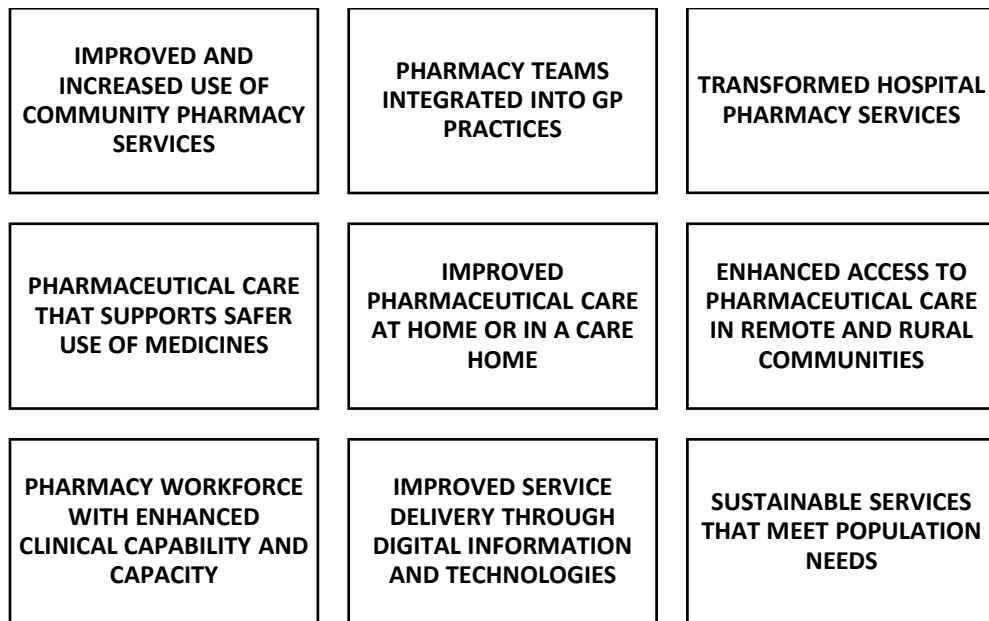 IMPROVED AND
INCREASED USE OF
COMMUNITY PHARMACY
SERVICES
PHARMACY TEAMS
INTEGRATED INTO GP
PRACTICES
TRANSFORMED HOSPITAL
PHARMACY SERVICES
PHARMACEUTICAL CARE
THAT SUPPORTS SAFER
USE OF MEDICINES
IMPROVED
PHARMACEUTICAL CARE
AT HOME OR IN A CARE
HOME
ENHANCED ACCESS TO
PHARMACEUTICAL CARE
IN REMOTE AND RURAL
COMMUNITIES
PHARMACY WORKFORCE
WITH ENHANCED
CLINICAL CAPABILITY AND
CAPACITY
IMPROVED SERVICE
DELIVERY THROUGH
DIGITAL INFORMATION
AND TECHNOLOGIES
SUSTAINABLE SERVICES
THAT MEET POPULATION
NEEDS